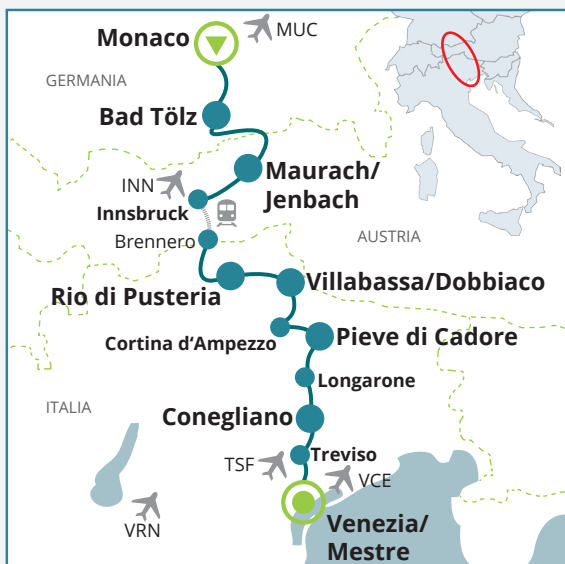 Monaco
MUC
GERMANIA
Bad Tölz
Maurach/
Jenbach
INN
Innsbruck
Brennero
AUSTRIA
Rio di Pusteria
Villabassa/Dobbiaco
Cortina d‘Ampezzo
Pieve di Cadore
Longarone
ITALIA
Conegliano
Treviso
TSF
VCE
VRN
Venezia/
Mestre